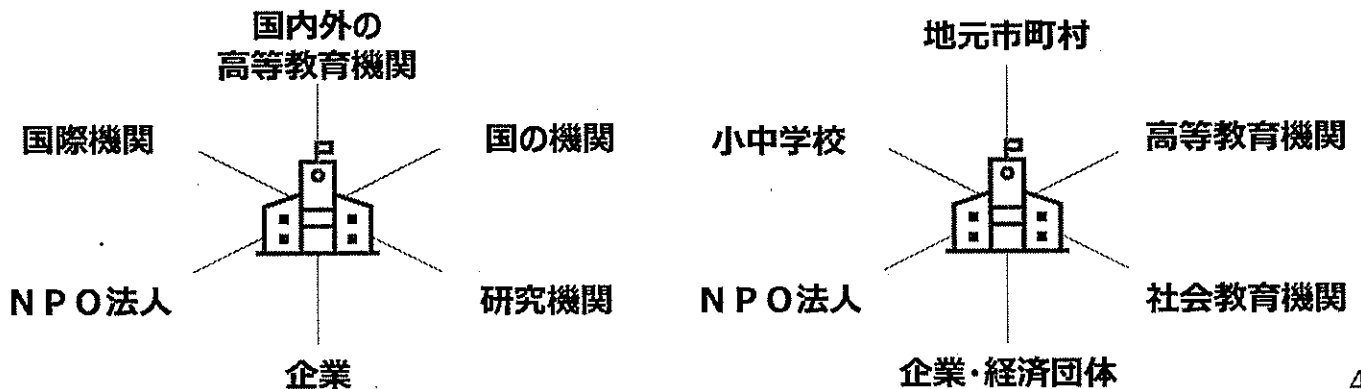 国内外の
高等教育機関
国際機関
国の機関
NPO法人
研究機関
企業
地元市町村
小中学校
高等教育機関
NPO法人
社会教育機関
企業・経済団体